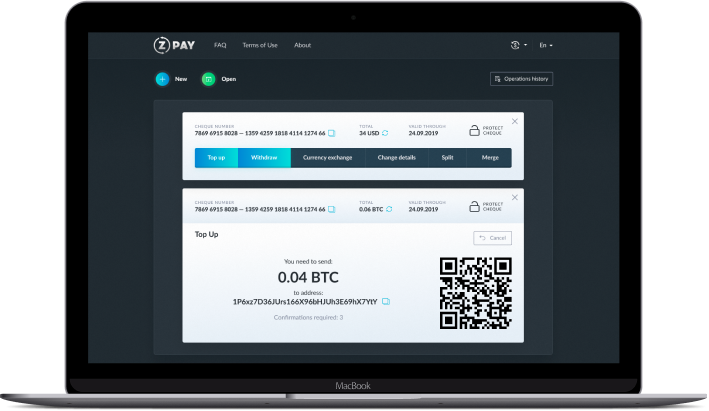 Z PAY FAQ Terms of Use About En
New Open Operations history
CHEQUE NUMBER TOTAL VALID THROUGH
7869 6915 8028 — 1359 4259 1818 4114 1274 66 34 USD 24.09.2019
PROTECT
CHEQUE
Top up Withdraw Currency exchange Change details Split Merge
CHEQUE NUMBER TOTAL VALID THROUGH
7869 6915 8028 — 1359 4259 1818 4114 1274 66 0.06 BTC 24.09.2019
PROTECT
CHEQUE
Top Up Cancel
You need to send:
0.04 BTC
to address:
1P6xz7D36JUrs166X96bHJUh3E69hX7YtY
Confirmations required: 3
MacBook